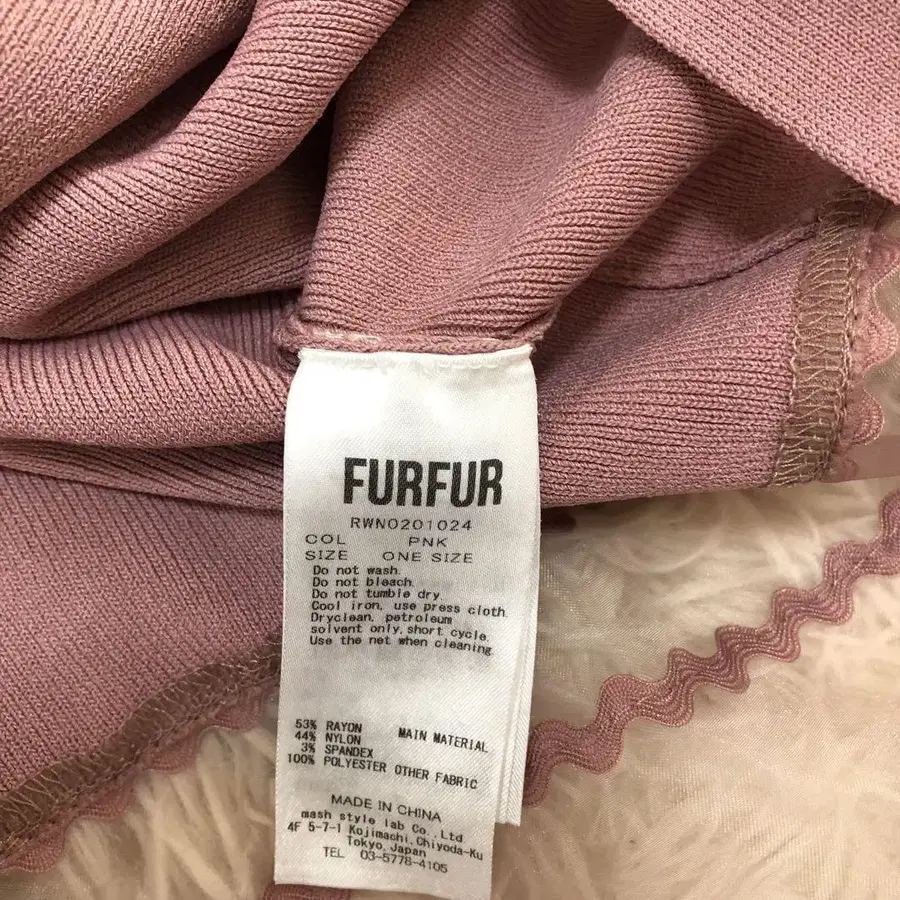 FURFUR
RWNO201024
COL PNK
SIZE ONE SIZE
Do not wash.
Do not bleach.
Do not tumble dry
Cool iron, use press cloth.
Dryclean, petroleum
solvent only, short cycle.
Use the net when cleaning.
53% RAYON MAIN MATERIAL
44% NYLON
3% SPANDEX
100% POLYESTER OTHER FABRIC
MADE IN CHINA
mash style lab Co.,Ltd
4F 5-7-1 Kojimachi,Chiyoda-Ku
Tokyo,Japan
TEL 03-5778-4105